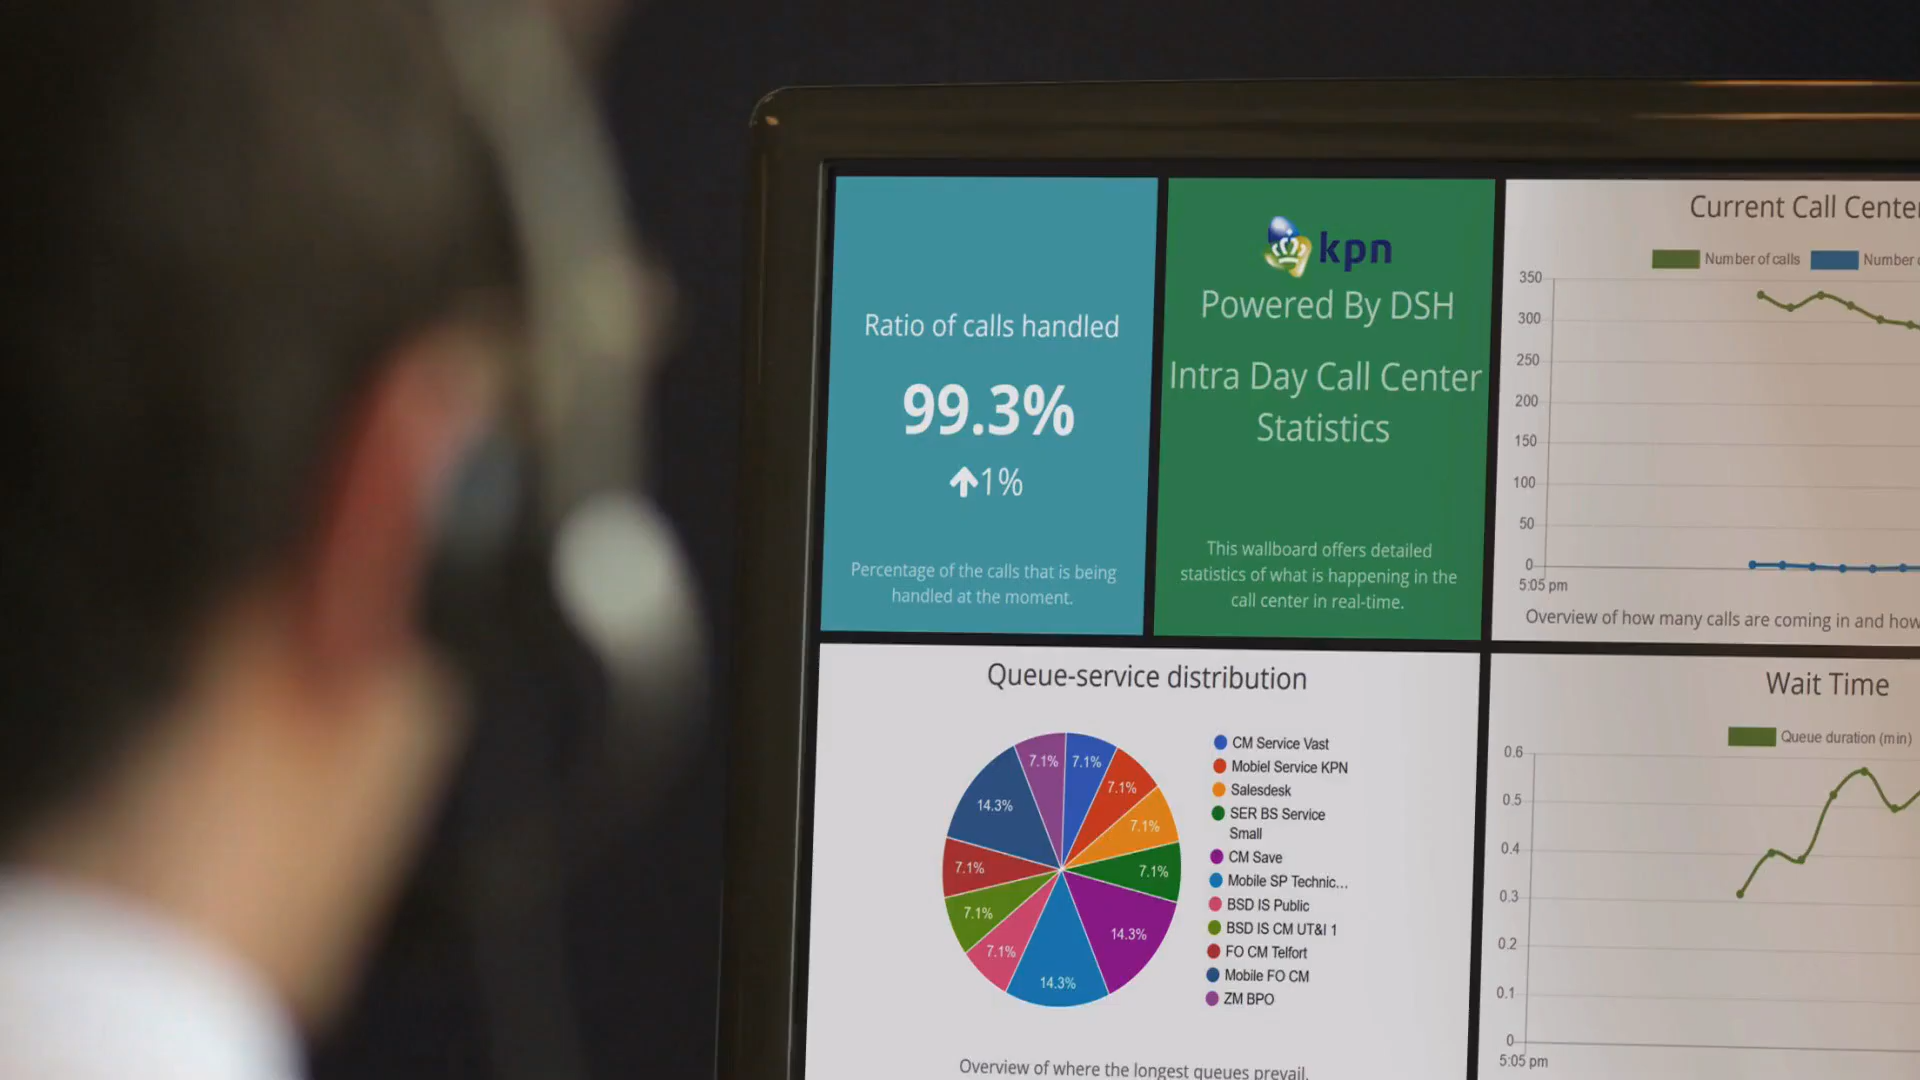 Ratio of calls handled
99.3%
1%
Percentage of the calls that is being
handled at the moment.
kpn
Powered By DSH
Intra Day Call Center
Statistics
This wallboard offers detailed
statistics of what is happening in the
call center in real-time.
Current Call Center
Number of calls
Number
350
300
250
200
150
100
50
0
5:05 pm
Overview of how many calls are coming in and how
Queue-service distribution
7.1%
7.1%
7.1%
7.1%
7.1%
14.3%
14.3%
7.1%
7.1%
7.1%
14.3%
CM Service Vast
Mobiel Service KPN
Salesdesk
SER BS Service
Small
CM Save
Mobile SP Technic...
BSD IS Public
BSD IS CM UT&I 1
FO CM Telfort
Mobile FO CM
ZM BPO
Overview of where the longest queues prevail.
Wait Time
Queue duration (min)
0.6
0.5
0.4
0.3
0.2
0.1
0
5:05 pm